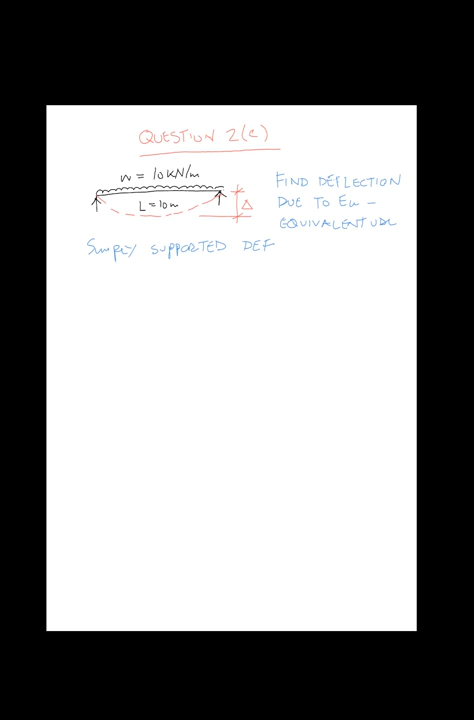 QUESTION 2(c)
w = 10kN/m
L = 10m
Δ
FIND DEFLECTION
DUE TO Ew -
EQUIVALENT UDL
SIMPLY SUPPORTED DEF